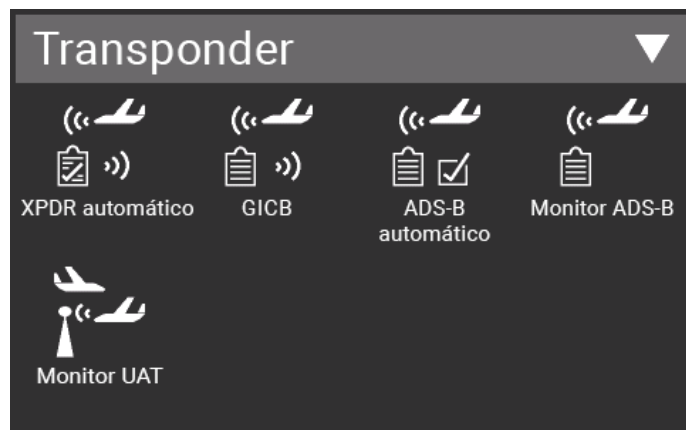 Transponder
XPDR automático
GICB
ADS-B
automático
Monitor ADS-B
Monitor UAT